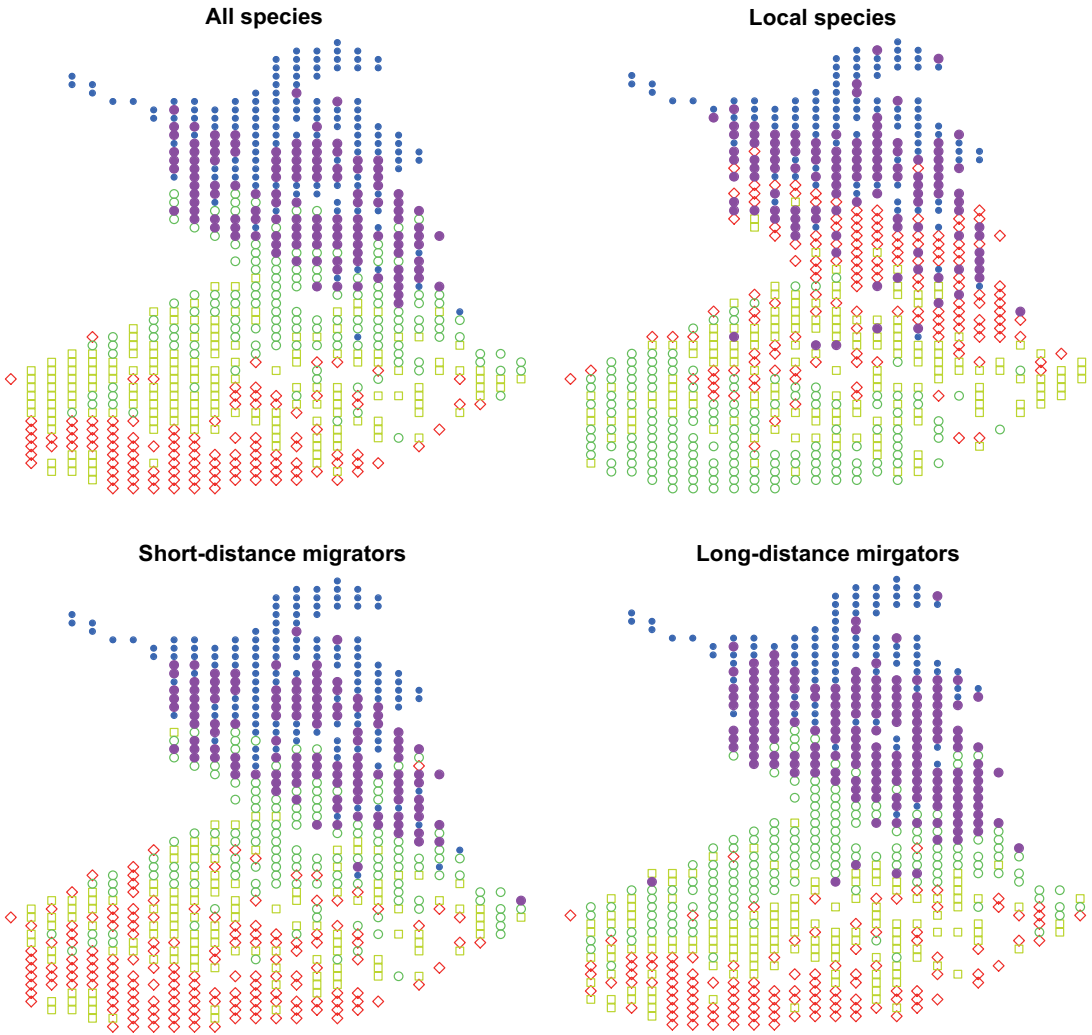 All species
Local species
Short-distance migrators
Long-distance mirgators